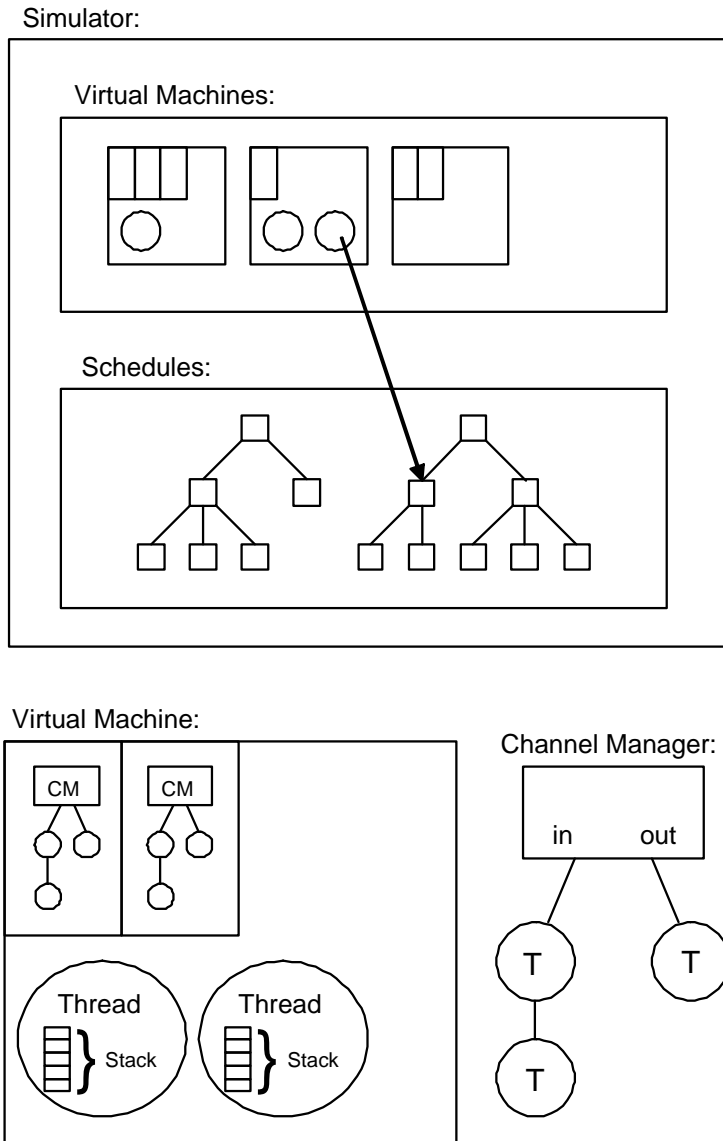 Simulator:
Virtual Machines:
Schedules:
Virtual Machine:
CM
CM
Thread
Stack
Thread
Stack
Channel Manager:
in out
T
T
T